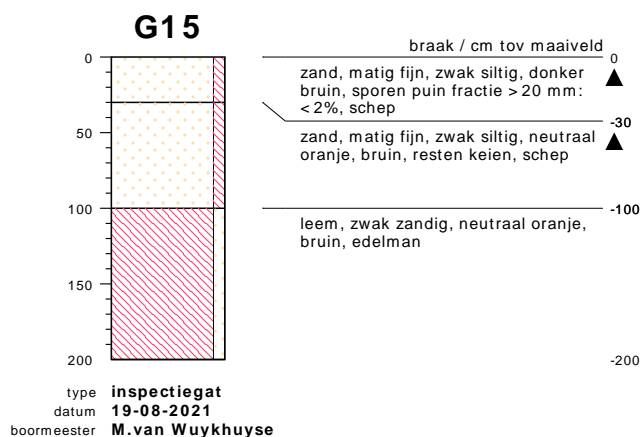 G15
braak / cm tov maaiveld
0
0
zand, matig fijn, zwak siltig, donker
bruin, sporen puin fractie > 20 mm:
< 2%, schep
-30
50
zand, matig fijn, zwak siltig, neutraal
oranje, bruin, resten keien, schep
100
-100
leem, zwak zandig, neutraal oranje,
bruin, edelman
150
200
-200
type inspectiegat
datum 19-08-2021
boormeester M.van Wuykhuyse